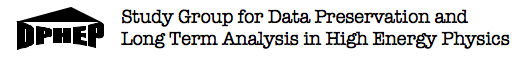 DPHEP
Study Group for Data Preservation and
Long Term Analysis in High Energy Physics